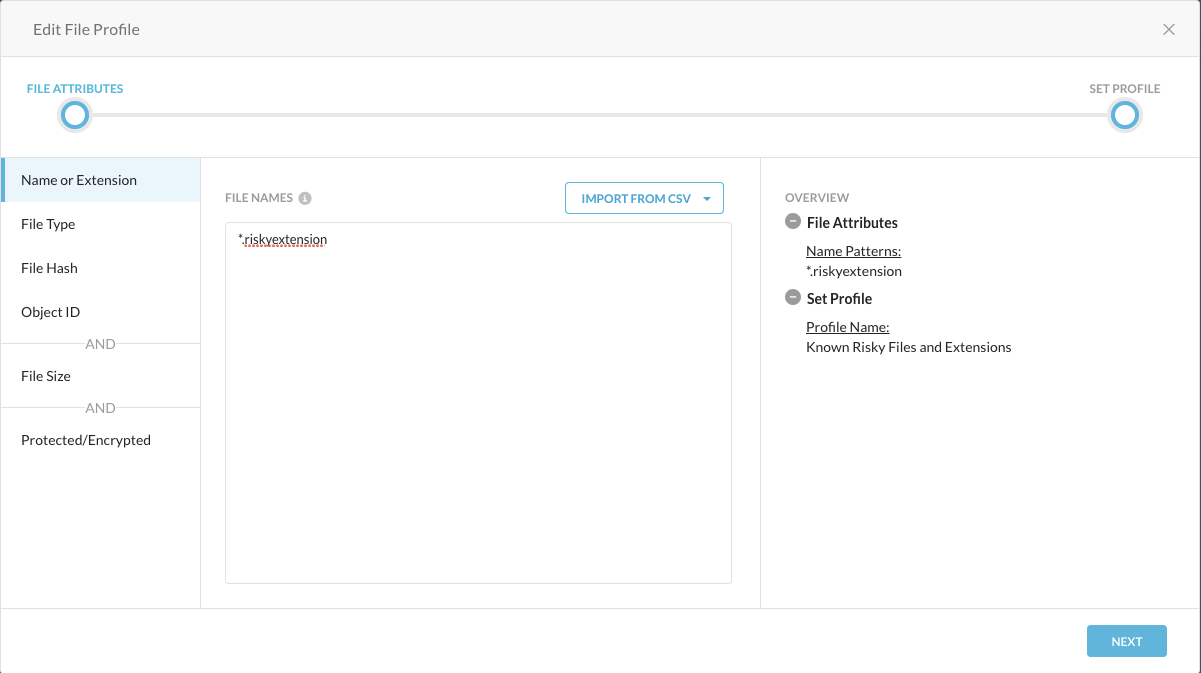 Edit File Profile
FILE ATTRIBUTES
SET PROFILE
Name or Extension
File Type
File Hash
Object ID
AND
File Size
AND
Protected/Encrypted
FILE NAMES
IMPORT FROM CSV
*.riskyextension
OVERVIEW
File Attributes
Name Patterns:
*.riskyextension
Set Profile
Profile Name:
Known Risky Files and Extensions
NEXT